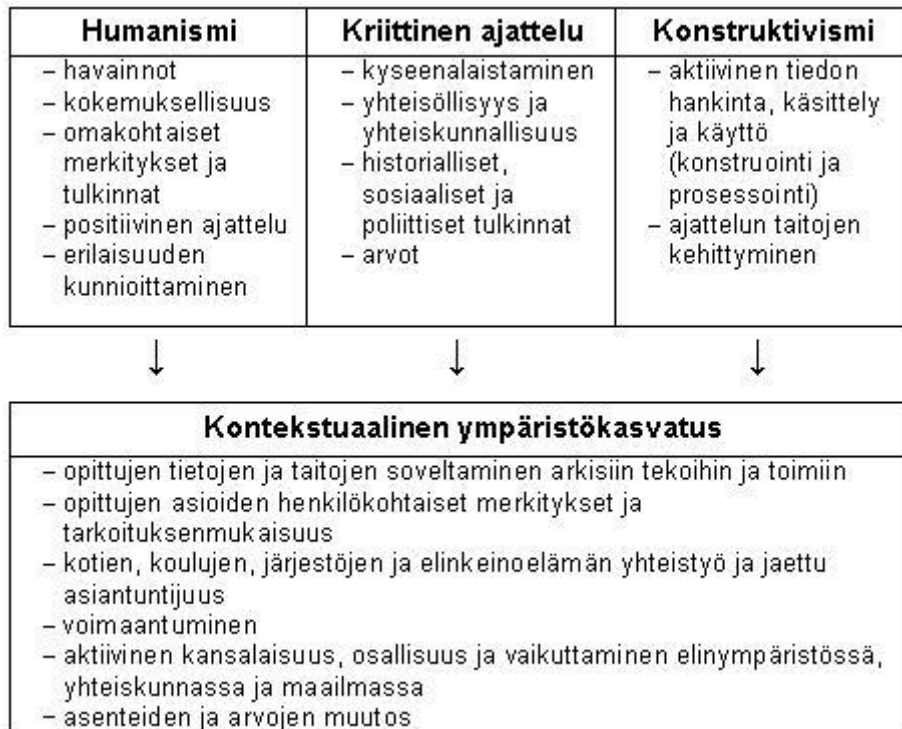 Humanismi
– havainnot
– kokemuksellisuus
– omakohtaiset
merkitykset ja
tulkinnat
– positiivinen ajattelu
– erilaisuuden
kunnioittaminen
Kriittinen ajattelu
– kyseenalaistaminen
– yhteisöllisyys ja
yhteiskunnallisuus
– historialliset,
sosiaaliset ja
poliittiset tulkinnat
– arvot
Konstruktivismi
– aktiivinen tiedon
hankinta, käsittely
ja käyttö
(konstruointi ja
prosessointi)
– ajattelun taitojen
kehittyminen
↓ ↓ ↓
Kontekstuaalinen ympäristökasvatus
– opittujen tietojen ja taitojen soveltaminen arkisiin tekoihin ja toimiin
– opittujen asioiden henkilökohtaiset merkitykset ja
tarkoituksenmukaisuus
– kotien, koulujen, järjestöjen ja elinkeinoelämän yhteistyö ja jaettu
asiantuntijuus
– voimaantuminen
– aktiivinen kansalaisuus, osallisuus ja vaikuttaminen elinympäristössä,
yhteiskunnassa ja maailmassa
– asenteiden ja arvojen muutos